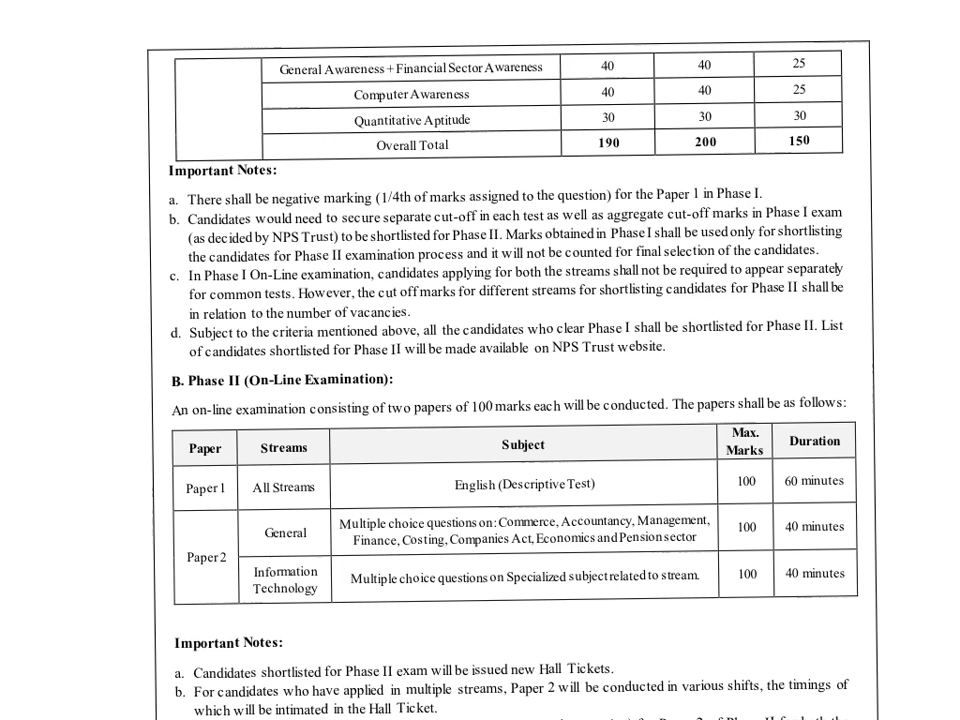 General Awareness+Financial Sector Awareness 40 40 25
Computer Awareness 40 40 25
Quantitative Aptitude 30 30 30
Overall Total 190 200 150
Important Notes:
a. There shall be negative marking (1/4th of marks assigned to the question) for the Paper 1 in Phase I.
b. Candidates would need to secure separate cut-off in each test as well as aggregate cut-off marks in Phase I exam
(as decided by NPS Trust) to be shortlisted for Phase II. Marks obtained in Phase I shall be used only for shortlisting
the candidates for Phase II examination process and it will not be counted for final selection of the candidates.
c. In Phase I On-Line examination, candidates applying for both the streams shall not be required to appear separately
for common tests. However, the cut off marks for different streams for shortlisting candidates for Phase II shall be
in relation to the number of vacancies.
d. Subject to the criteria mentioned above, all the candidates who clear Phase I shall be shortlisted for Phase II. List
of candidates shortlisted for Phase II will be made available on NPS Trust website.
B. Phase II (On-Line Examination):
An on-line examination consisting of two papers of 100 marks each will be conducted. The papers shall be as follows:
Paper Streams Subject Max. Marks Duration
Paper 1 All Streams English (Descriptive Test) 100 60 minutes
Paper 2 General Multiple choice questions on: Commerce, Accountancy, Management,
Finance, Costing, Companies Act, Economics and Pension sector 100 40 minutes
Information
Technology Multiple choice questions on Specialized subject related to stream. 100 40 minutes
Important Notes:
a. Candidates shortlisted for Phase II exam will be issued new Hall Tickets.
b. For candidates who have applied in multiple streams, Paper 2 will be conducted in various shifts, the timings of
which will be intimated in the Hall Ticket.